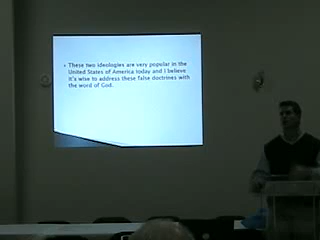 These two ideologies are very popular in the
United States of America today and I believe
it's wise to address these false doctrines with
the word of God.